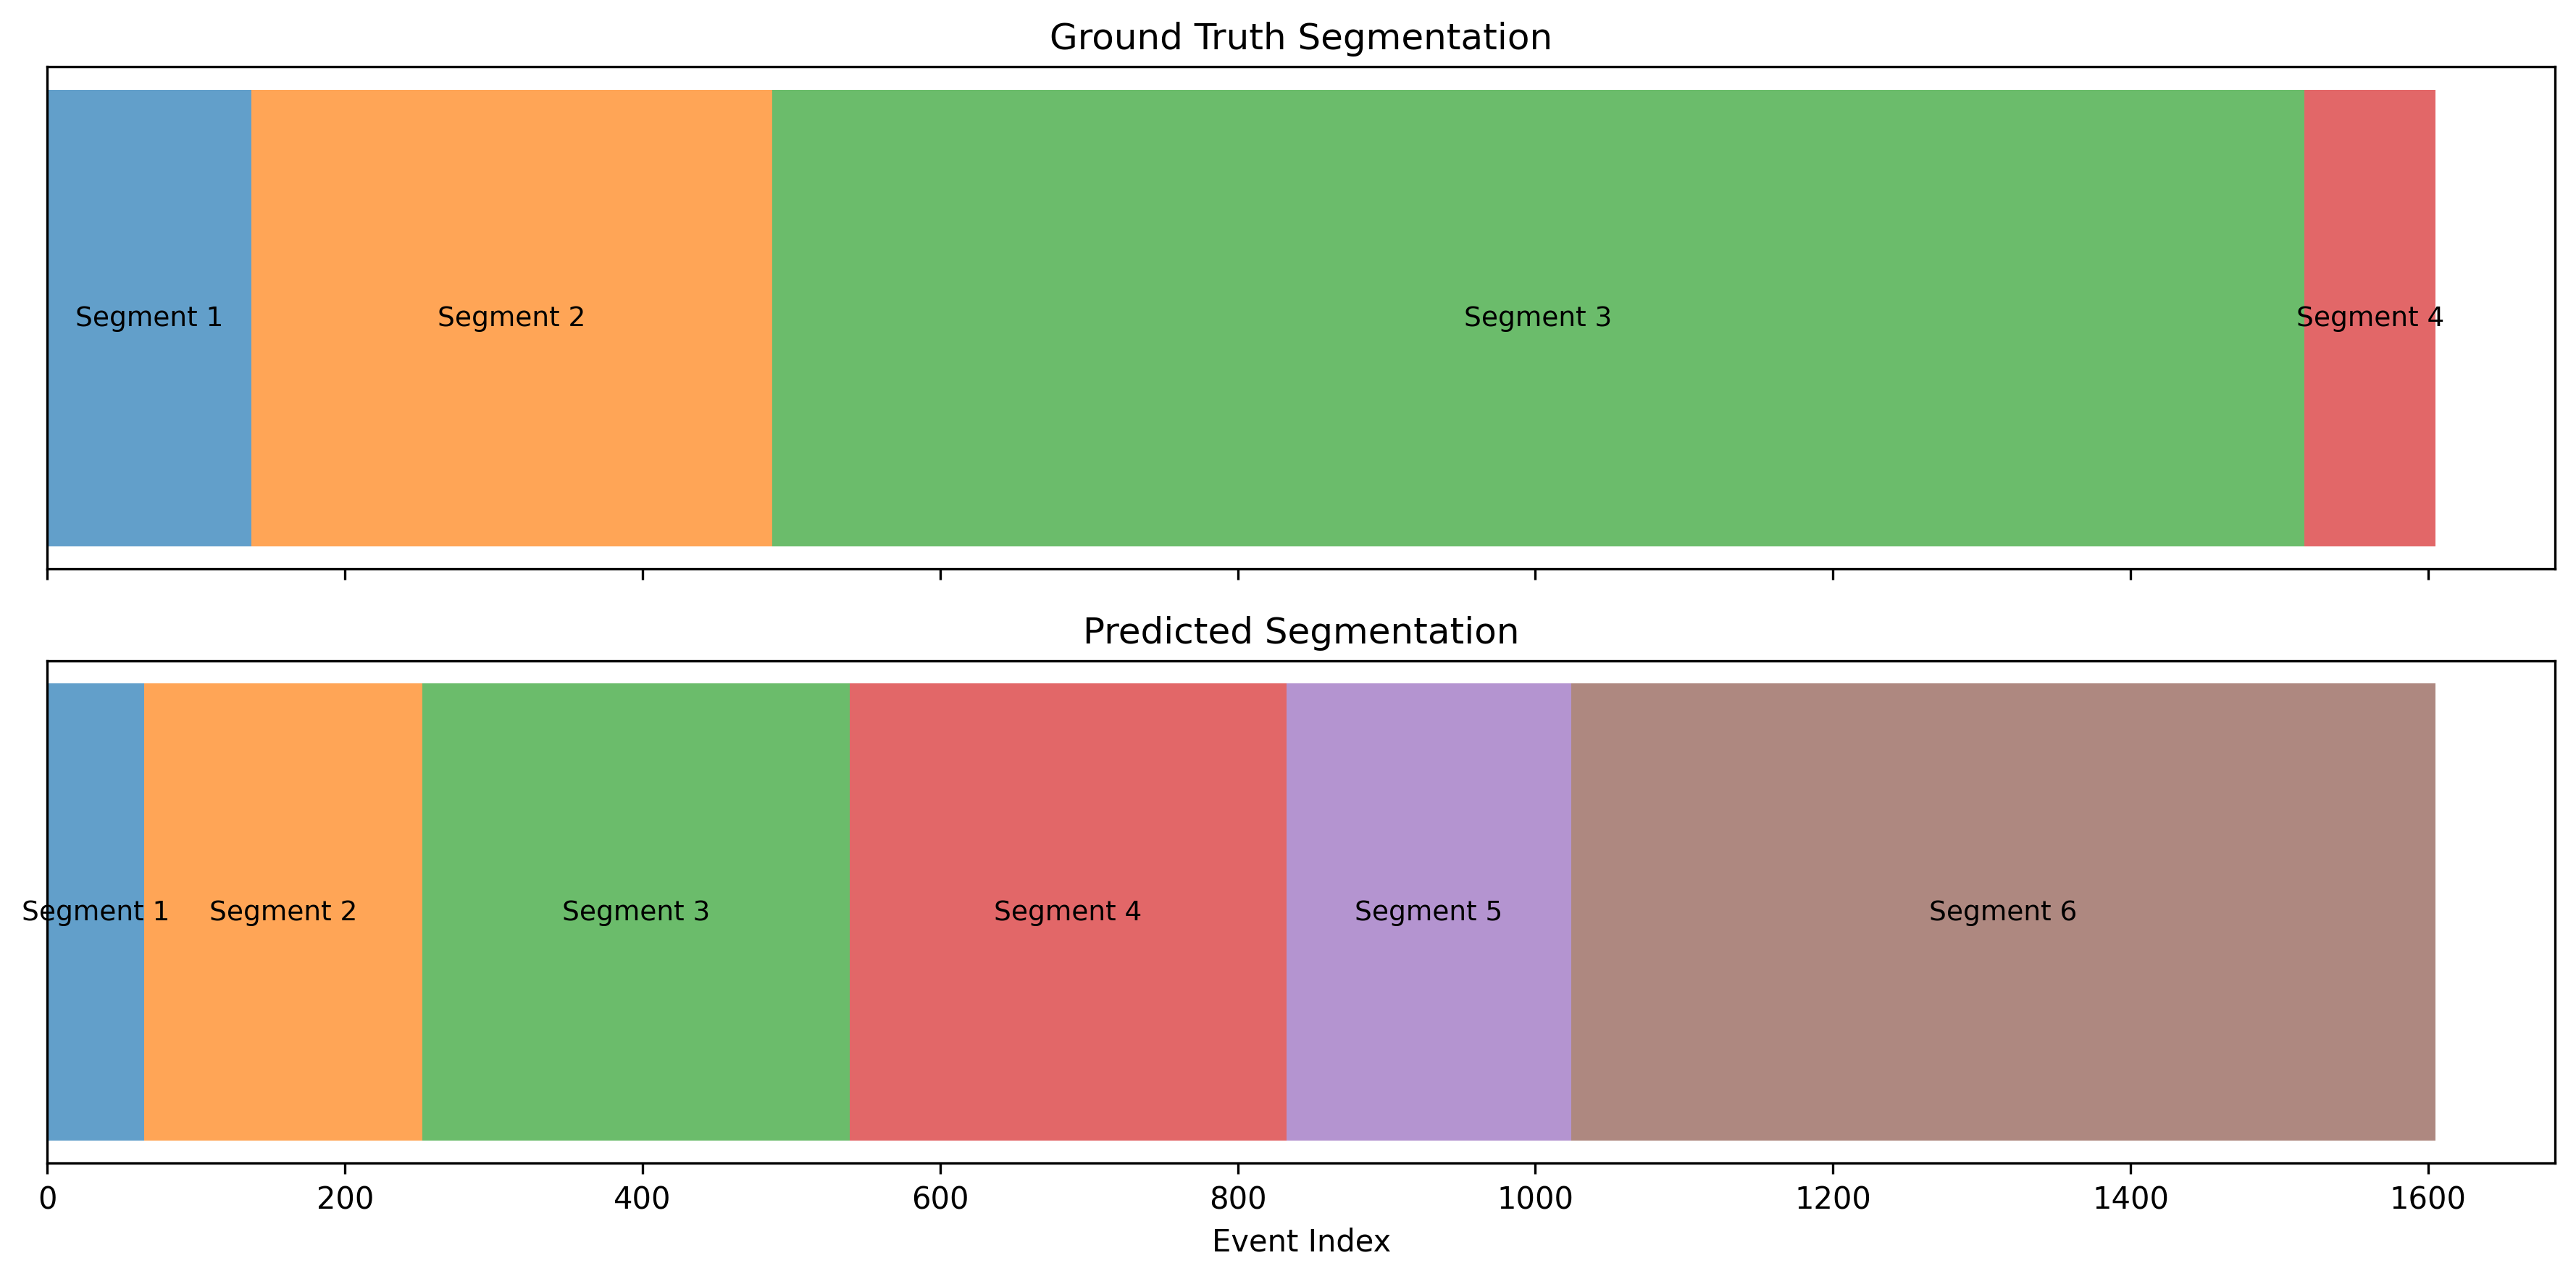 Ground Truth Segmentation
Segment 1 Segment 2 Segment 3 Segment 4
Predicted Segmentation
Segment 1 Segment 2 Segment 3 Segment 4 Segment 5 Segment 6
0 200 400 600 800 1000 1200 1400 1600
Event Index